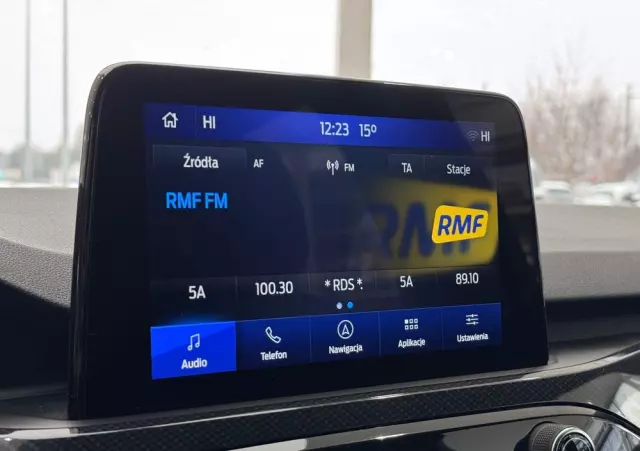 HI 12:23 15° HI
Źródła AF FM TA Stacje
RMF FM
RMF
RMF
5A 100.30 *RDS*: 5A 89.10
Audio Telefon Nawigacja Aplikacje Ustawienia